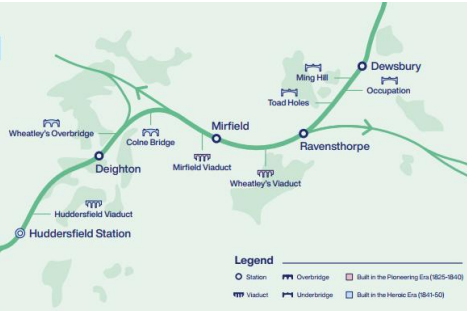 Dewsbury
Ming Hill
Occupation
Toad Holes
Mirfield
Wheatley's Overbridge
Colne Bridge
Ravensthorpe
Deighton
Mirfield Viaduct
Wheatley's Viaduct
Huddersfield Viaduct
Huddersfield Station
Legend
Station Overbridge Built in the Pioneering Era (1825-1840)
Viaduct Underbridge Built in the Heroic Era (1841-50)